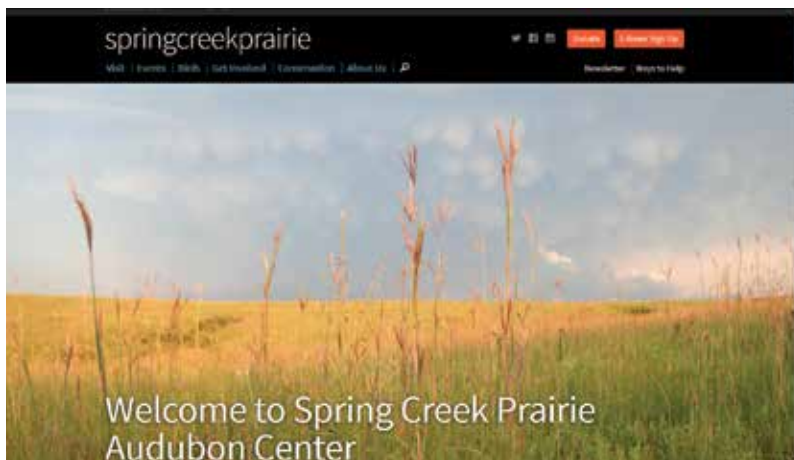 springcreekprairie
Donate
E-News Sign Up
Visit | Events | Birds | Get Involved | Conservation | About Us |
Newsletter | Ways to Help
Welcome to Spring Creek Prairie
Audubon Center